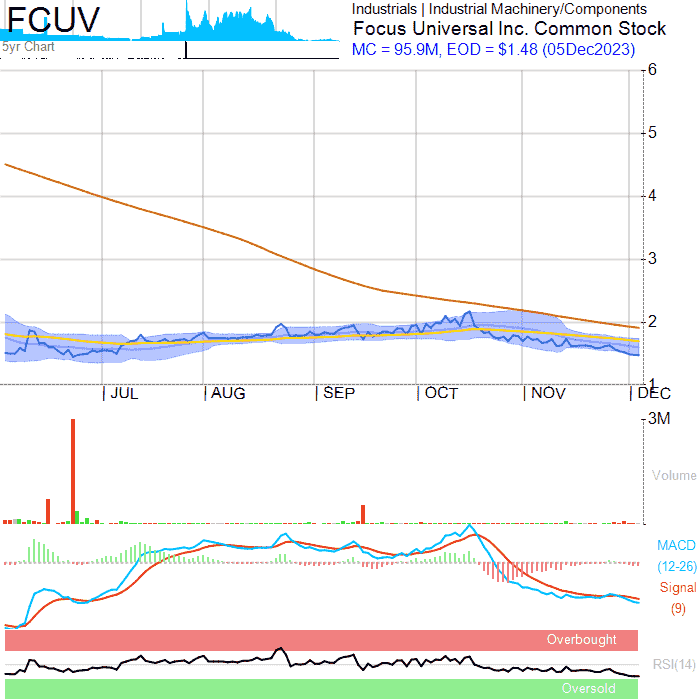 FCUV
5yr Chart
Industrials | Industrial Machinery/Components
Focus Universal Inc. Common Stock
MC = 95.9M, EOD = $1.48 (05Dec2023)
6
5
4
3
2
1
JUL AUG SEP OCT NOV DEC
3M
Volume
MACD
(12-26)
Signal
(9)
Overbought
RSI(14)
Oversold